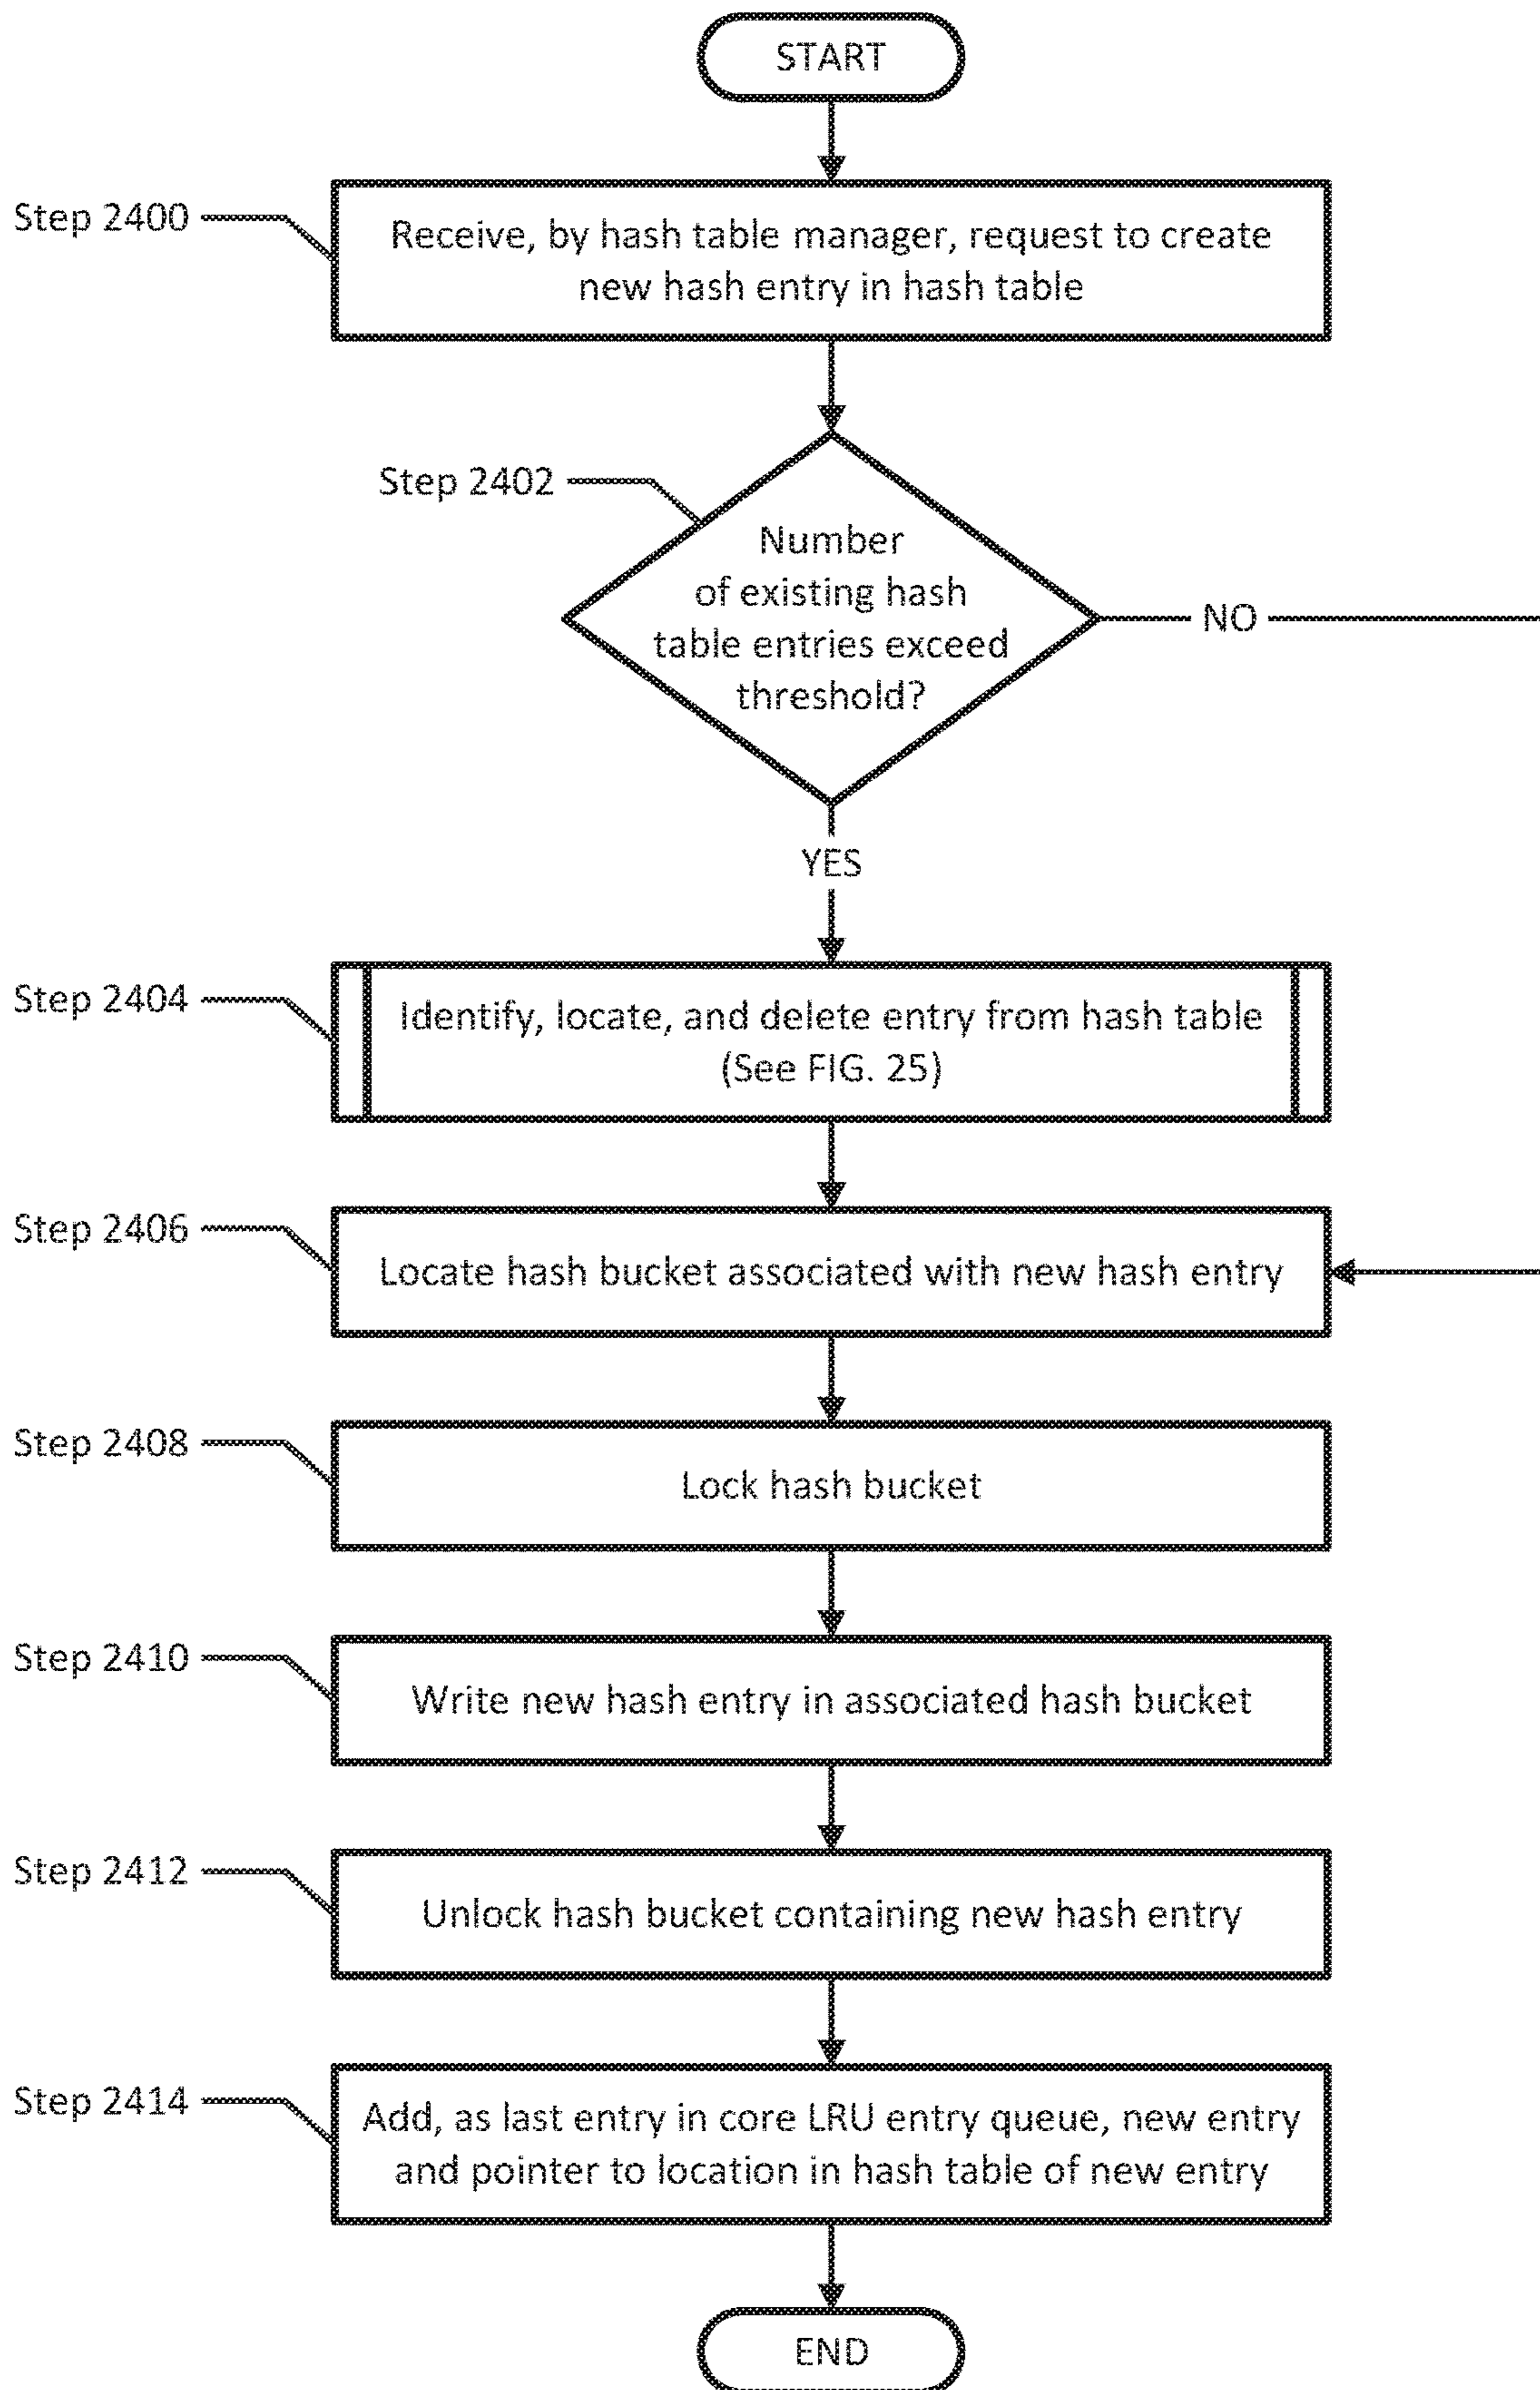 START
Step 2400
Receive, by hash table manager, request to create
new hash entry in hash table
Step 2402
Number
of existing hash
table entries exceed
threshold?
NO
YES
Step 2404
Identify, locate, and delete entry from hash table
(See FIG. 25)
Step 2406
Locate hash bucket associated with new hash entry
Step 2408
Lock hash bucket
Step 2410
Write new hash entry in associated hash bucket
Step 2412
Unlock hash bucket containing new hash entry
Step 2414
Add, as last entry in core LRU entry queue, new entry
and pointer to location in hash table of new entry
END